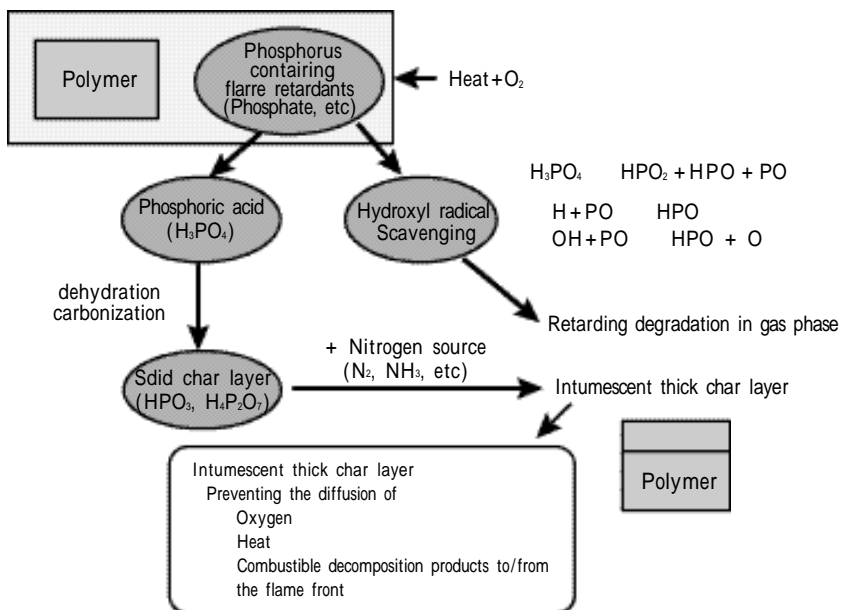 Polymer
Phosphorus
containing
flarre retardants
(Phosphate, etc)
Heat+O₂
Phosphoric acid
(H₃PO₄)
Hydroxyl radical
Scavenging
H₃PO₄ HPO₂ + HPO + PO
H+PO HPO
OH+PO HPO + O
dehydration
carbonization
Retarding degradation in gas phase
+ Nitrogen source
(N₂, NH₃, etc)
Sdid char layer
(HPO₃, H₄P₂O₇)
Intumescent thick char layer
Intumescent thick char layer
Preventing the diffusion of
Oxygen
Heat
Combustible decomposition products to/from
the flame front
Polymer